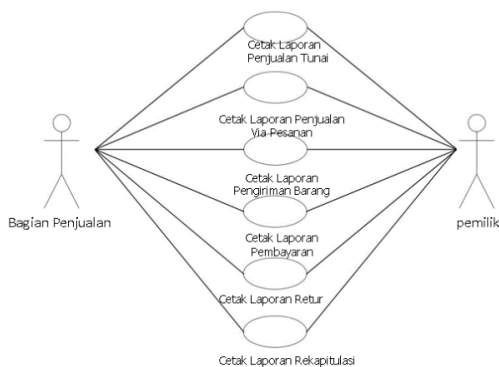 Cetak Laporan
Penjualan Tunai
Cetak Laporan Penjualan
Via Pesanan
Cetak Laporan
Pengiriman Barang
Bagian Penjualan
pemilik
Cetak Laporan
Pembayaran
Cetak Laporan Retur
Cetak Laporan Rekapitulasi